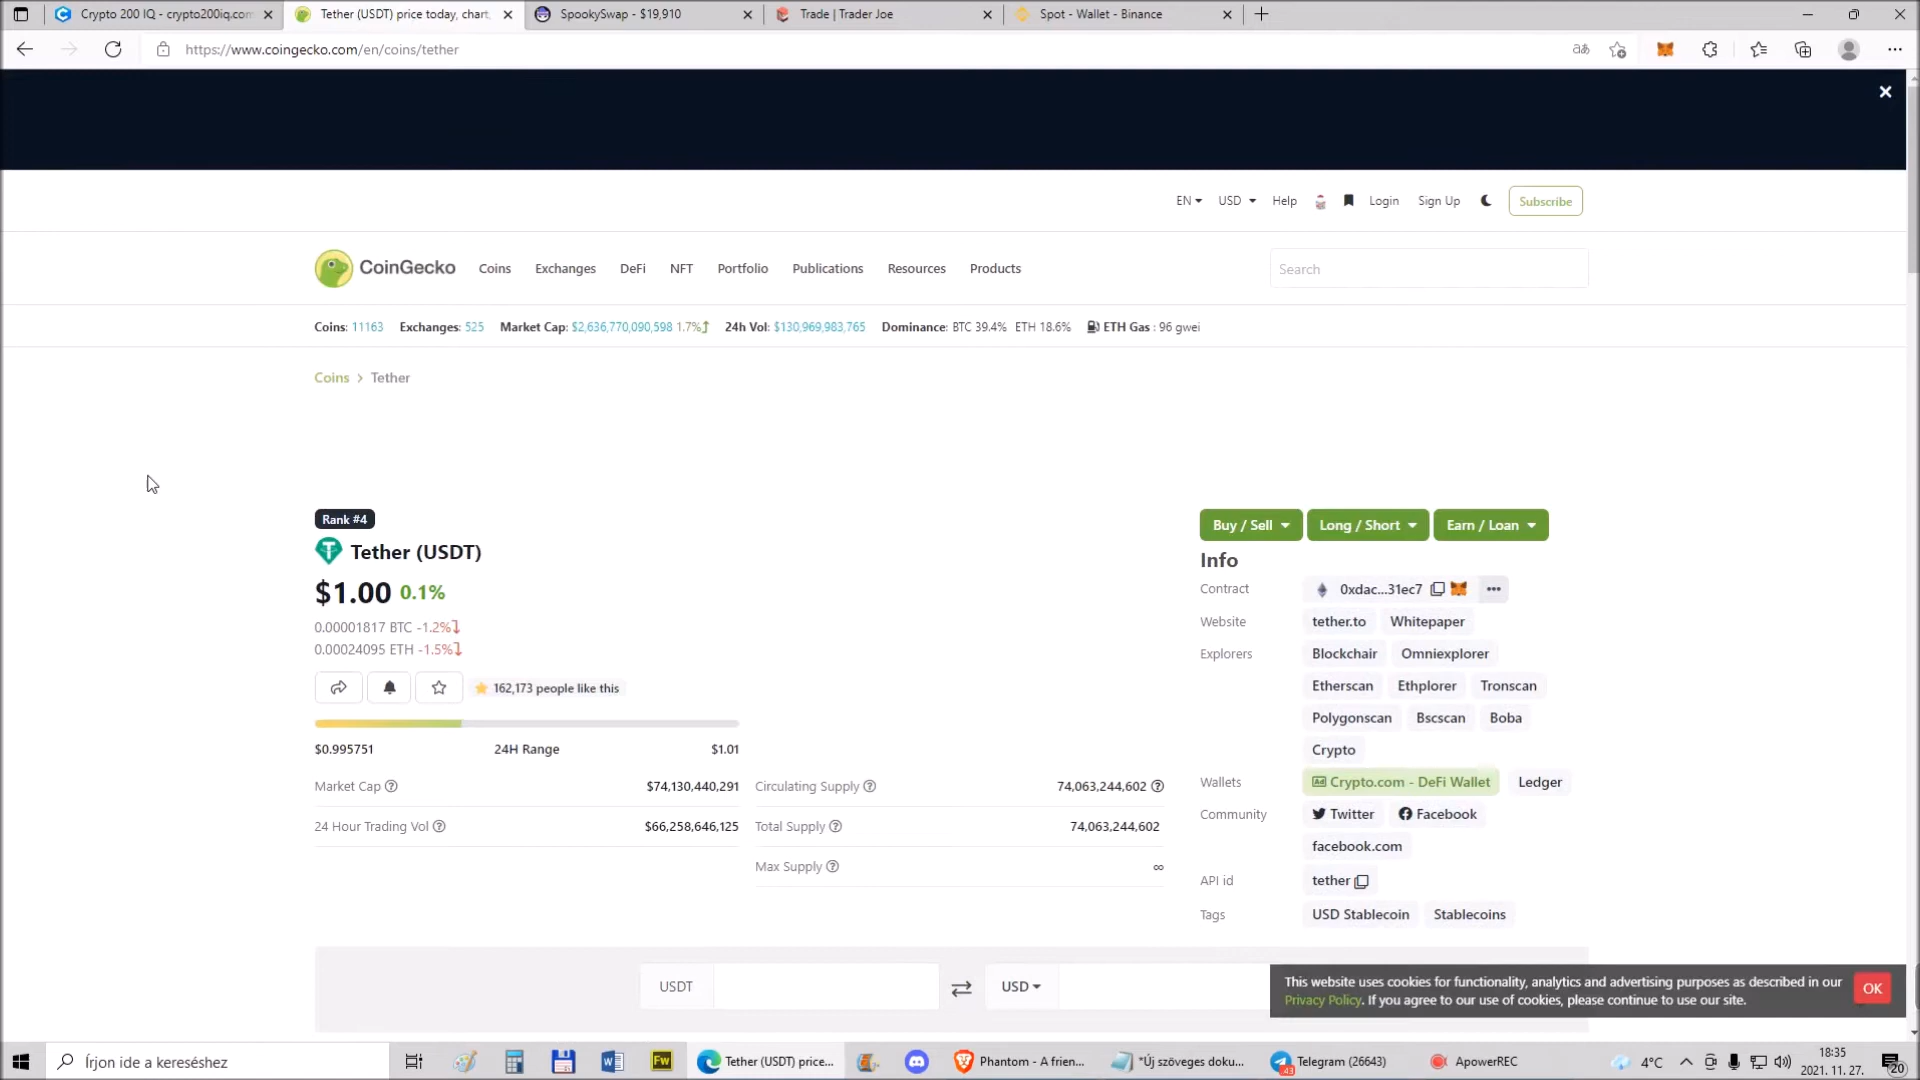 Crypto 200 IQ - crypto200iq.com
Tether (USDT) price today, chart,
SpookySwap - $19,910
Trade | Trader Joe
Spot - Wallet - Binance
https://www.coingecko.com/en/coins/tether
EN USD Help Login Sign Up Subscribe
CoinGecko Coins Exchanges DeFi NFT Portfolio Publications Resources Products Search
Coins: 11163 Exchanges: 525 Market Cap: $2,636,770,090,598 1.7% 24h Vol: $130,969,983,765 Dominance: BTC 39.4% ETH 18.6% ETH Gas : 96 gwei
Coins > Tether
Rank #4
Tether (USDT)
$1.00 0.1%
0.00001817 BTC -1.2%
0.00024095 ETH -1.5%
162,173 people like this
$0.995751 24H Range $1.01
Market Cap $74,130,440,291
24 Hour Trading Vol $66,258,646,125
Circulating Supply 74,063,244,602
Total Supply 74,063,244,602
Max Supply ∞
Buy / Sell Long / Short Earn / Loan
Info
Contract 0xdac...31ec7
Website tether.to Whitepaper
Explorers Blockchair Omniexplorer
Etherscan Ethplorer Tronscan
Polygonscan Bscscan Boba
Crypto
Wallets Ad Crypto.com - DeFi Wallet Ledger
Community Twitter Facebook
facebook.com
API id tether
Tags USD Stablecoin Stablecoins
USDT USD
This website uses cookies for functionality, analytics and advertising purposes as described in our
Privacy Policy. If you agree to our use of cookies, please continue to use our site.
OK
Írjon ide a kereséshez
Fw
Tether (USDT) price...
Phantom - A frien...
*Új szöveges doku...
Telegram (26643)
ApowerREC
4°C
18:35
2021. 11. 27.
20